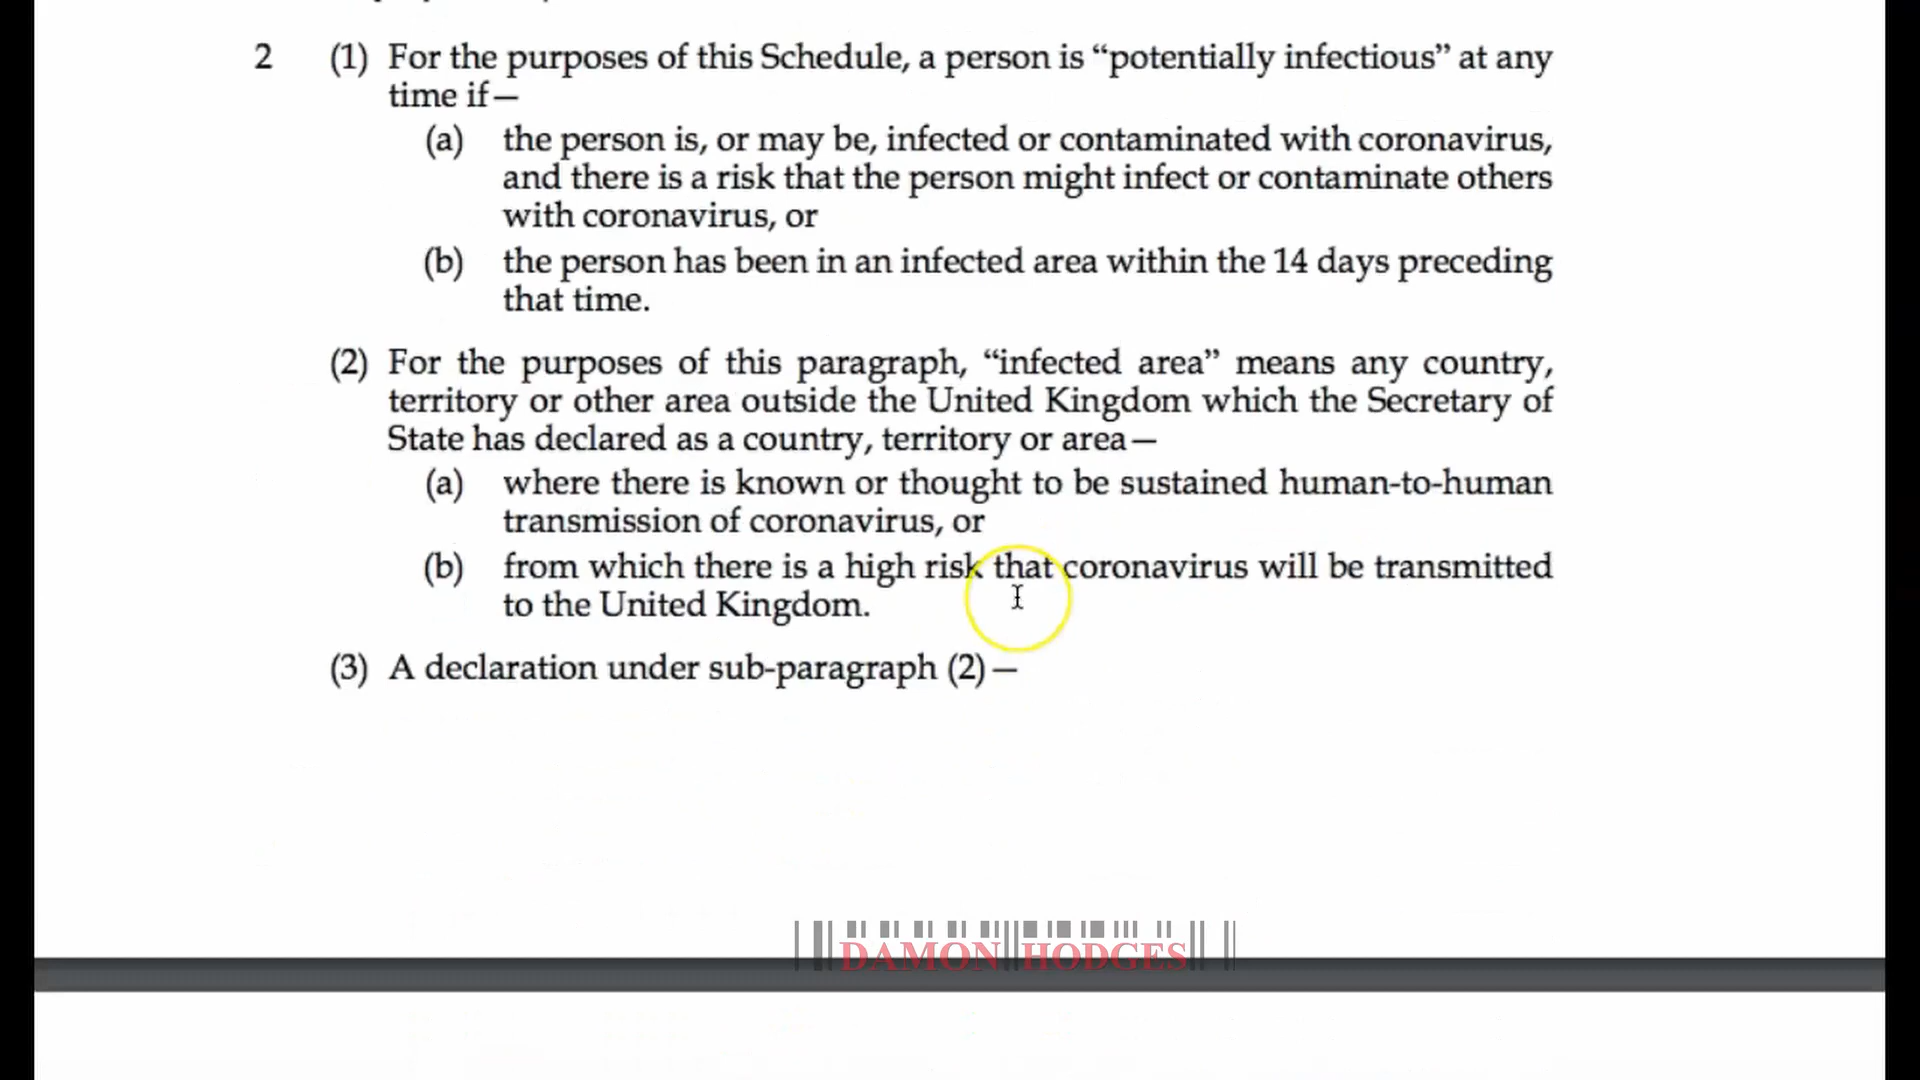 2 (1) For the purposes of this Schedule, a person is “potentially infectious” at any
time if—
(a) the person is, or may be, infected or contaminated with coronavirus,
and there is a risk that the person might infect or contaminate others
with coronavirus, or
(b) the person has been in an infected area within the 14 days preceding
that time.
(2) For the purposes of this paragraph, “infected area” means any country,
territory or other area outside the United Kingdom which the Secretary of
State has declared as a country, territory or area—
(a) where there is known or thought to be sustained human-to-human
transmission of coronavirus, or
(b) from which there is a high risk that coronavirus will be transmitted
to the United Kingdom.
(3) A declaration under sub-paragraph (2)—
DAMON HODGES